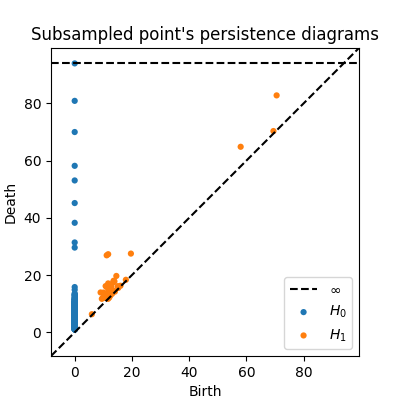 Subsampled point's persistence diagrams
Death
80
60
40
20
0
∞
H₀
H₁
0 20 40 60 80
Birth